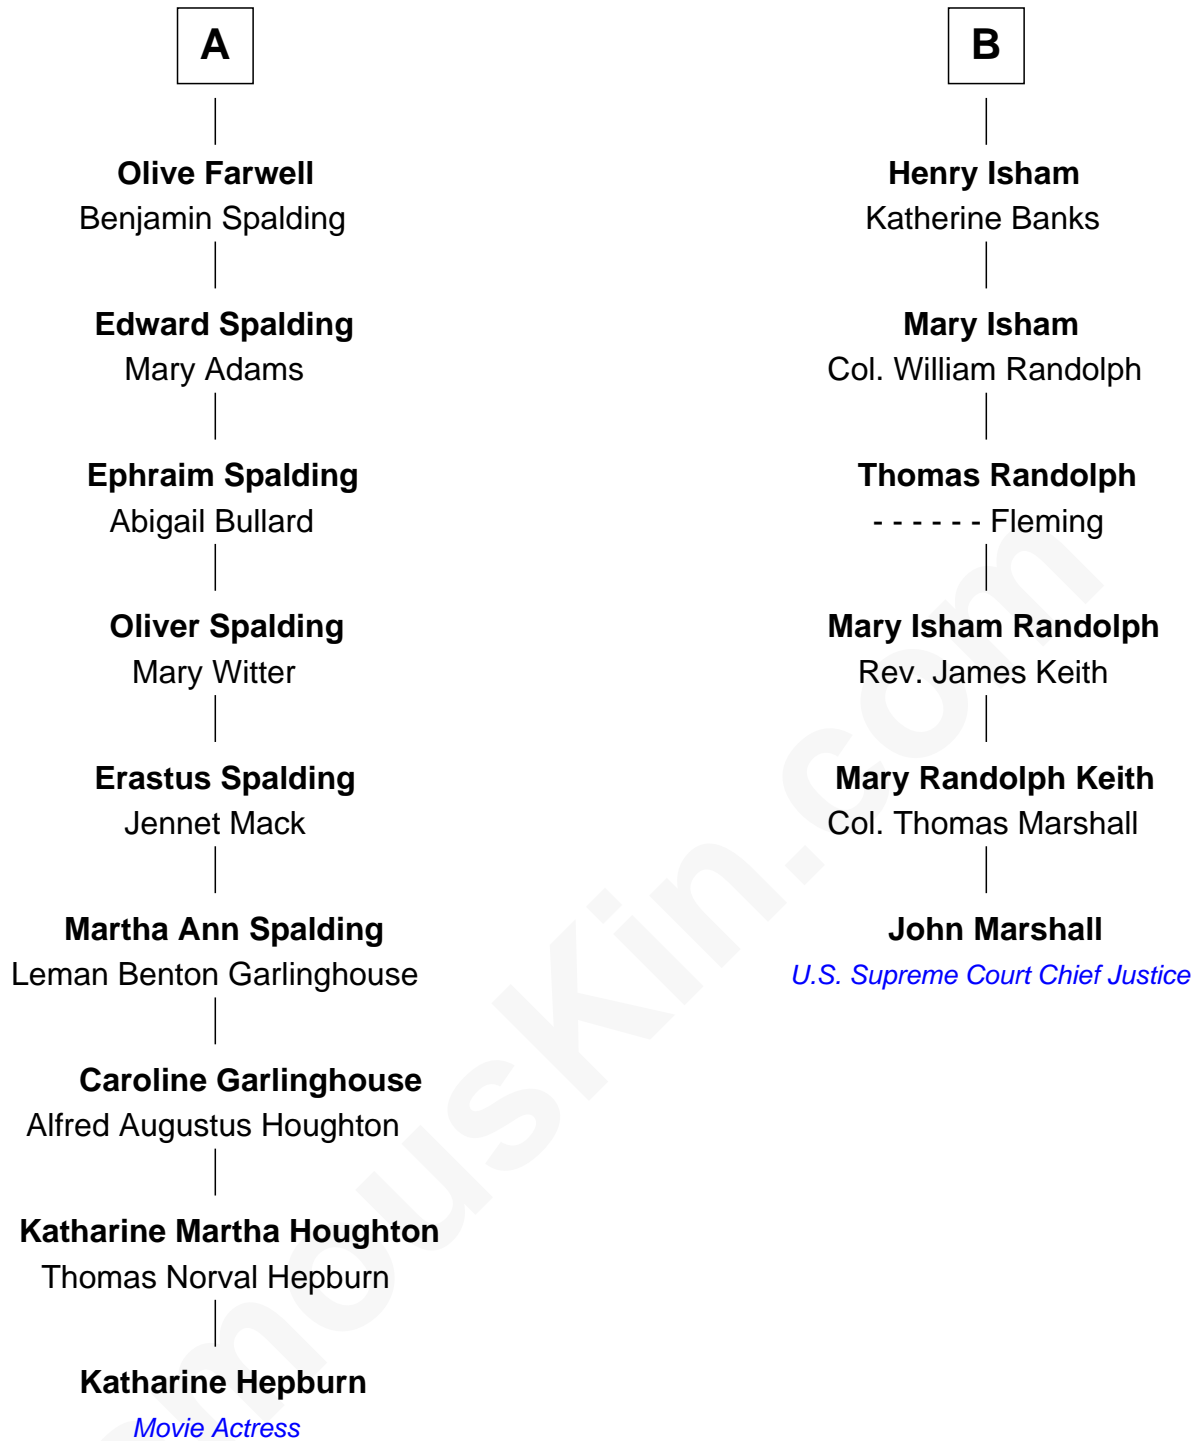 A
Olive Farwell
Benjamin Spalding
Edward Spalding
Mary Adams
Ephraim Spalding
Abigail Bullard
Oliver Spalding
Mary Witter
Erastus Spalding
Jennet Mack
Martha Ann Spalding
Leman Benton Garlinghouse
Caroline Garlinghouse
Alfred Augustus Houghton
Katharine Martha Houghton
Thomas Norval Hepburn
Katharine Hepburn
Movie Actress
B
Henry Isham
Katherine Banks
Mary Isham
Col. William Randolph
Thomas Randolph
- - - - - - Fleming
Mary Isham Randolph
Rev. James Keith
Mary Randolph Keith
Col. Thomas Marshall
John Marshall
U.S. Supreme Court Chief Justice
mousKin.com